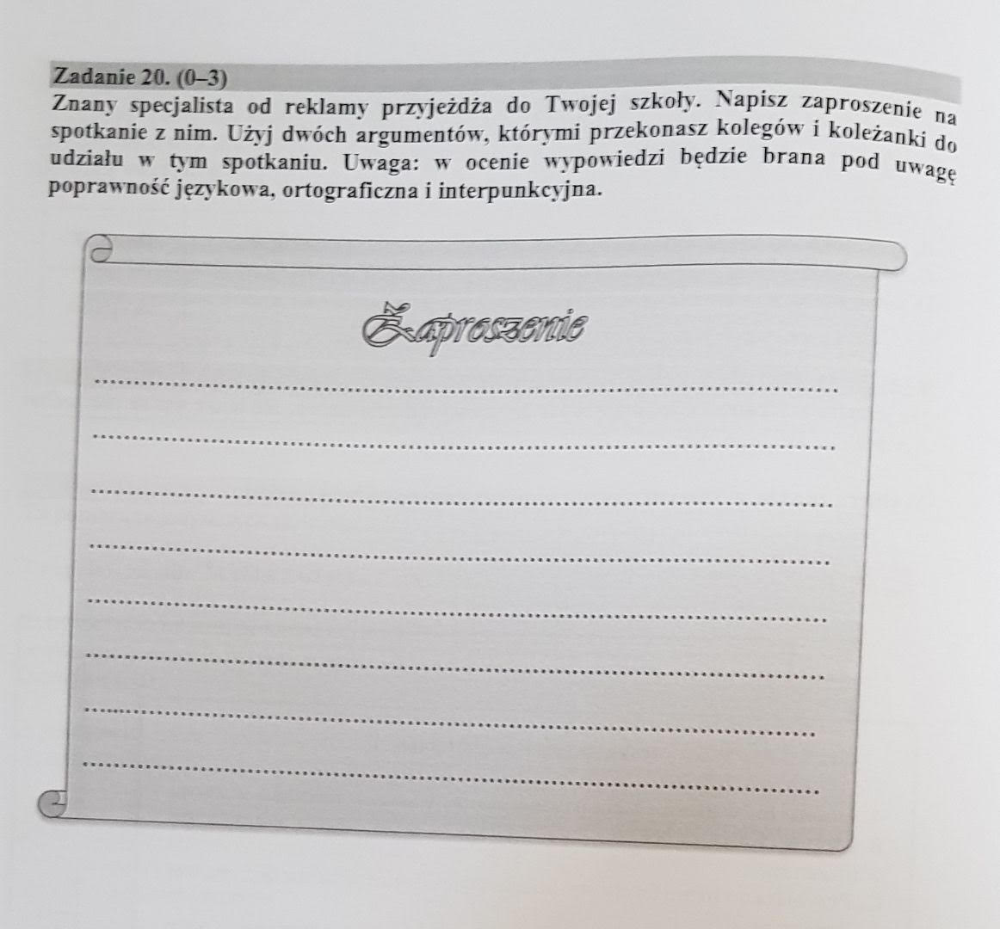 Zadanie 20. (0–3)
Znany specjalista od reklamy przyjeżdża do Twojej szkoły. Napisz zaproszenie na
spotkanie z nim. Użyj dwóch argumentów, którymi przekonasz kolegów i koleżanki do
udziału w tym spotkaniu. Uwaga: w ocenie wypowiedzi będzie brana pod uwagę
poprawność językowa, ortograficzna i interpunkcyjna.
Zaproszenie